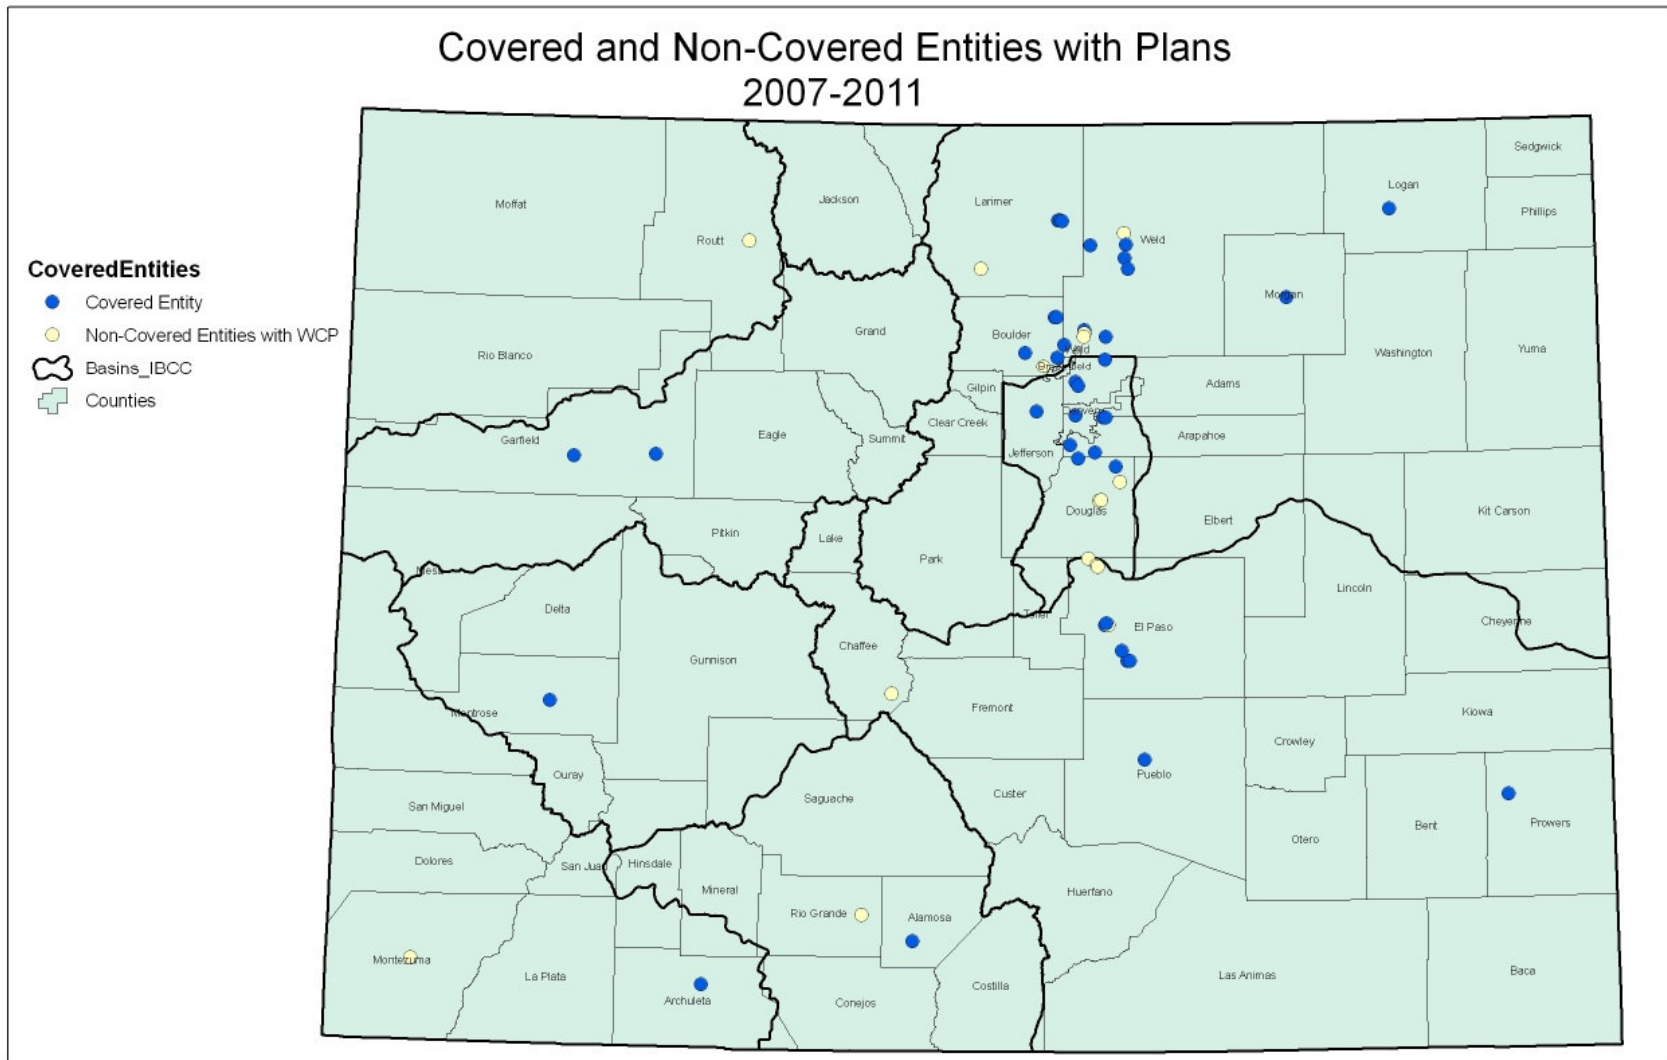 Covered and Non-Covered Entities with Plans
2007-2011
CoveredEntities
Covered Entity
Non-Covered Entities with WCP
Basins_IBCC
Counties
Sedgwick
Logan
Moffat
Jackson
Larimer
Phillips
Routt
Weld
Morgan
Grand
Boulder
Rio Blanco
Washington
Yuma
Gilpin
Adams
Clear Creek
Eagle
Summit
Garfield
Arapahoe
Jefferson
Douglas
Elbert
Kit Carson
Pitkin
Lake
Park
Mesa
Lincoln
Delta
Teller
El Paso
Cheyenne
Chaffee
Gunnison
Fremont
Montrose
Kiowa
Crowley
Ouray
Pueblo
Custer
Saguache
San Miguel
Bent
Prowers
Otero
Dolores
San Juan
Hinsdale
Mineral
Huerfano
Rio Grande
Alamosa
Montezuma
La Plata
Las Animas
Baca
Costilla
Archuleta
Conejos